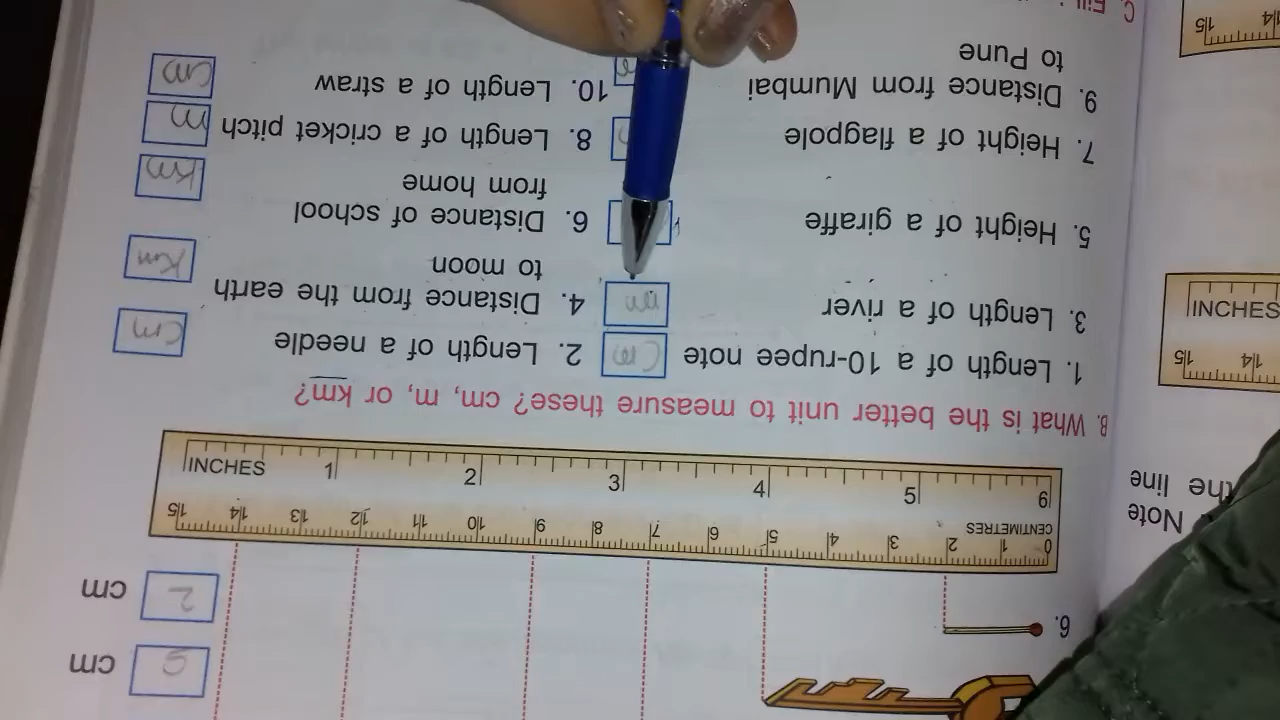 5 cm
6. 2 cm
0 1 2 3 4 5 6 7 8 9 10 11 12 13 14 15
CENTIMETRES
6 5 4 3 2 1 INCHES
B. What is the better unit to measure these? cm, m, or km?
1. Length of a 10-rupee note cm 2. Length of a needle cm
3. Length of a river 4. Distance from the earth
to moon km
5. Height of a giraffe 6. Distance of school
from home km
7. Height of a flagpole 8. Length of a cricket pitch m
9. Distance from Mumbai 10. Length of a straw cm
to Pune
C.
Note
the line
14 15
INCHES
14 15